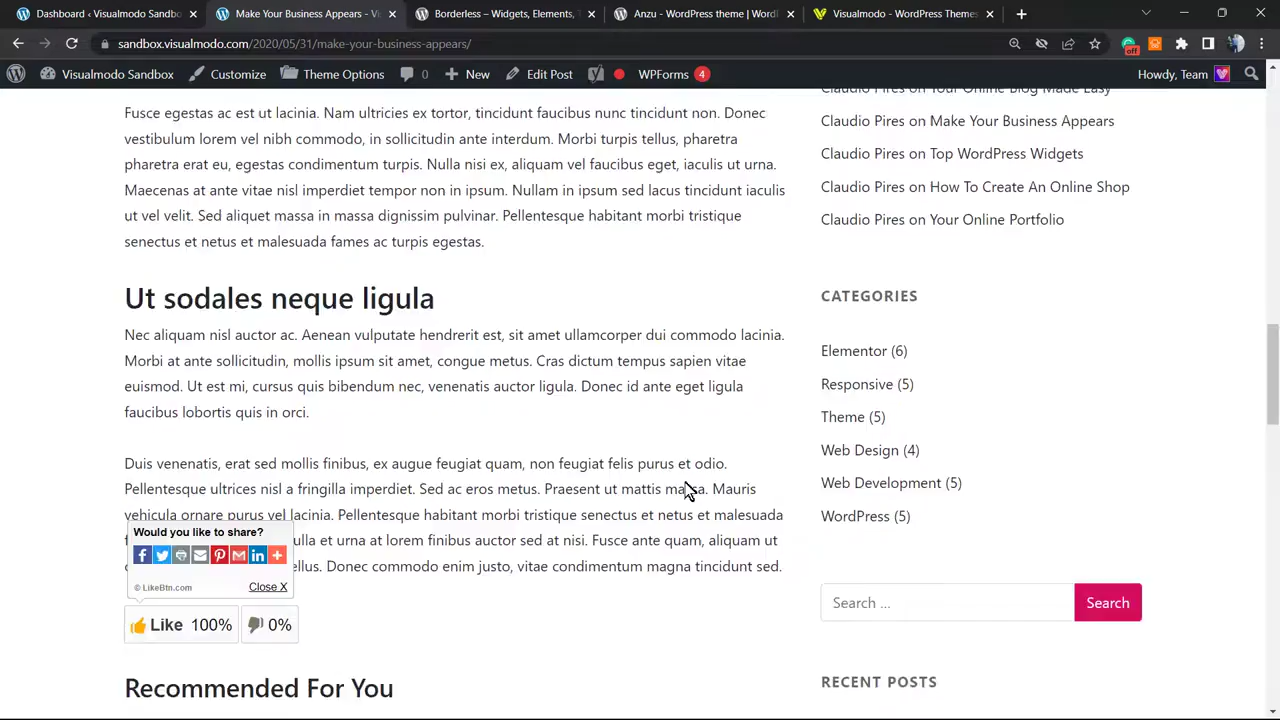 Dashboard ‹ Visualmodo Sandbo
Make Your Business Appears - Vi
Borderless – Widgets, Elements, T
Anzu - WordPress theme | WordP
Visualmodo - WordPress Themes
sandbox.visualmodo.com/2020/05/31/make-your-business-appears/
off
Visualmodo Sandbox
Customize
Theme Options
0
New
Edit Post
WPForms 4
Howdy, Team
Fusce egestas ac est ut lacinia. Nam ultricies ex tortor, tincidunt faucibus nunc tincidunt non. Donec
vestibulum lorem vel nibh commodo, in sollicitudin ante interdum. Morbi turpis tellus, pharetra
pharetra erat eu, egestas condimentum turpis. Nulla nisi ex, aliquam vel faucibus eget, iaculis ut urna.
Maecenas at ante vitae nisl imperdiet tempor non in ipsum. Nullam in ipsum sed lacus tincidunt iaculis
ut vel velit. Sed aliquet massa in massa dignissim pulvinar. Pellentesque habitant morbi tristique
senectus et netus et malesuada fames ac turpis egestas.
Ut sodales neque ligula
Nec aliquam nisl auctor ac. Aenean vulputate hendrerit est, sit amet ullamcorper dui commodo lacinia.
Morbi at ante sollicitudin, mollis ipsum sit amet, congue metus. Cras dictum tempus sapien vitae
euismod. Ut est mi, cursus quis bibendum nec, venenatis auctor ligula. Donec id ante eget ligula
faucibus lobortis quis in orci.
Duis venenatis, erat sed mollis finibus, ex augue feugiat quam, non feugiat felis purus et odio.
Pellentesque ultrices nisl a fringilla imperdiet. Sed ac eros metus. Praesent ut mattis massa. Mauris
vehicula ornare purus vel lacinia. Pellentesque habitant morbi tristique senectus et netus et malesuada
ulla et urna at lorem finibus auctor sed at nisi. Fusce ante quam, aliquam ut
ellus. Donec commodo enim justo, vitae condimentum magna tincidunt sed.
Would you like to share?
© LikeBtn.com
Close X
Like 100%
0%
Recommended For You
Claudio Pires on Your Online Blog Made Easy
Claudio Pires on Make Your Business Appears
Claudio Pires on Top WordPress Widgets
Claudio Pires on How To Create An Online Shop
Claudio Pires on Your Online Portfolio
CATEGORIES
Elementor (6)
Responsive (5)
Theme (5)
Web Design (4)
Web Development (5)
WordPress (5)
Search …
Search
RECENT POSTS